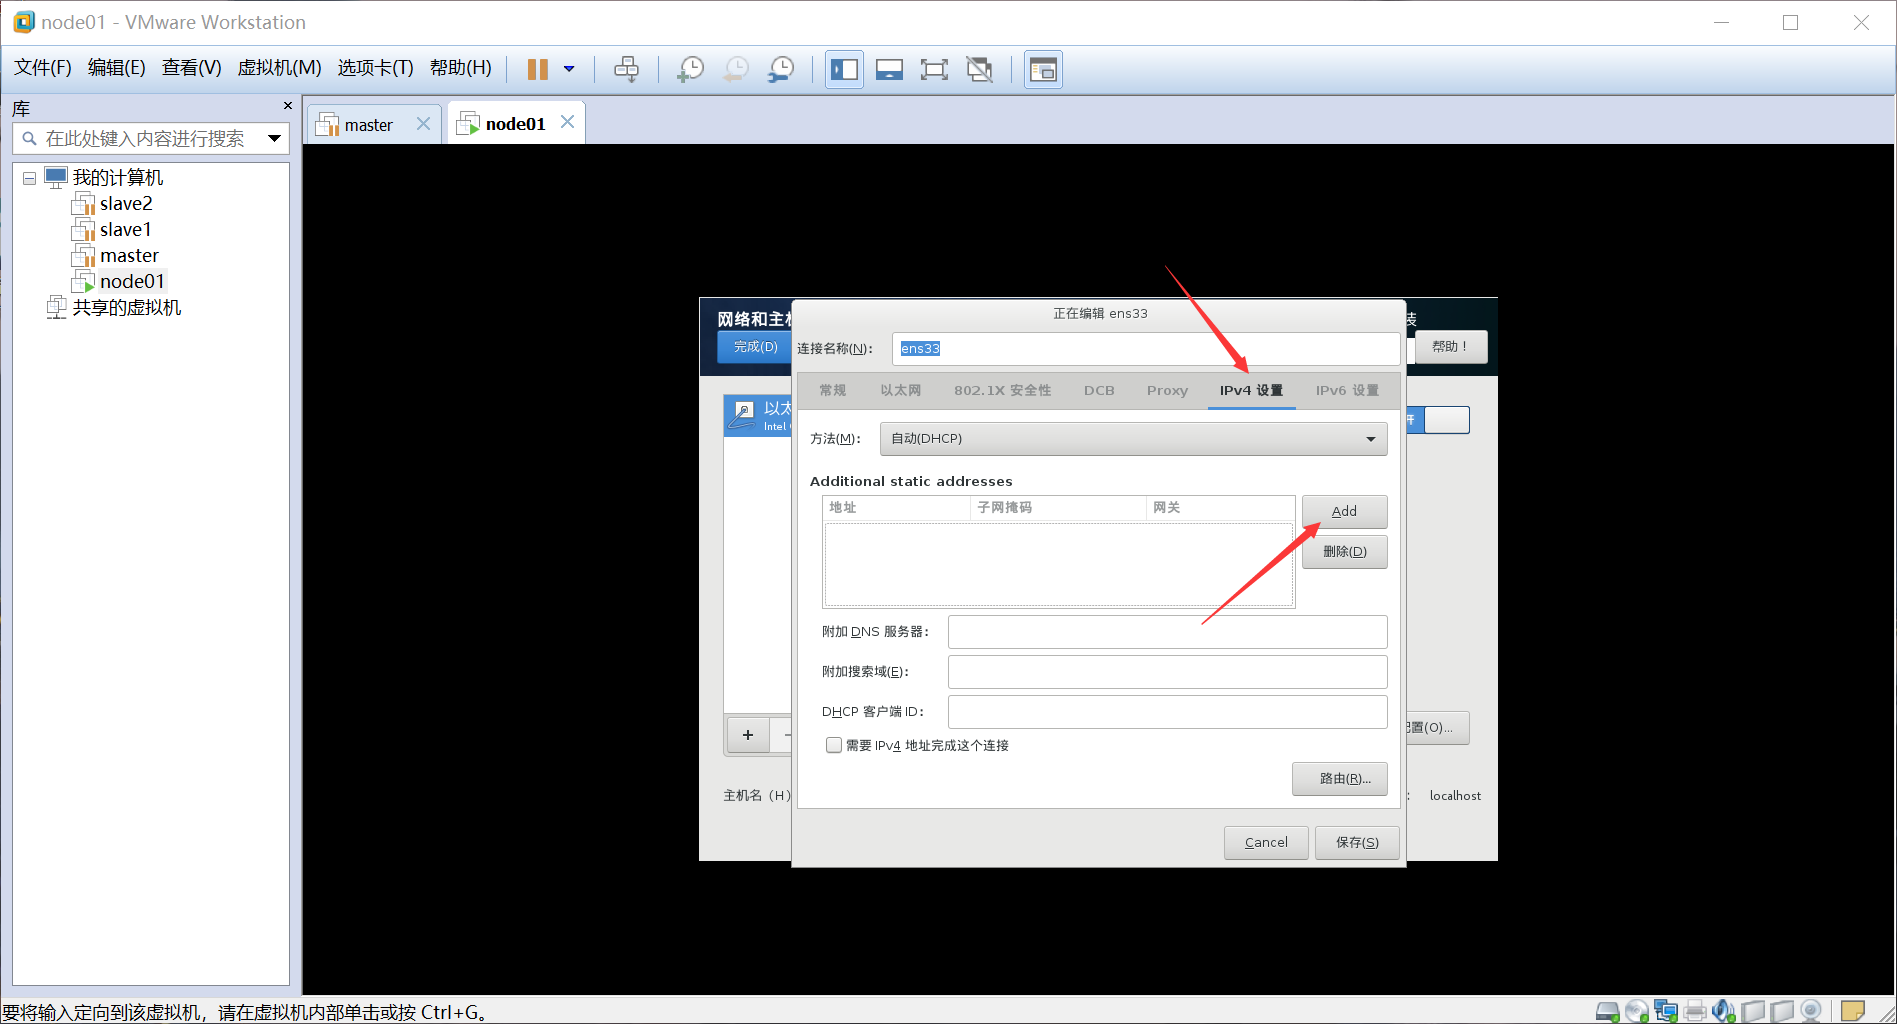 node01 - VMware Workstation
文件(F) 编辑(E) 查看(V) 虚拟机(M) 选项卡(T) 帮助(H)
库
在此处键入内容进行搜索
我的计算机
slave2
slave1
master
node01
共享的虚拟机
master
node01
网络和主机
装
完成(D)
帮助！
正在编辑 ens33
连接名称(N)： ens33
常规 以太网 802.1X 安全性 DCB Proxy IPv4 设置 IPv6 设置
以太
Intel
开
方法(M)： 自动(DHCP)
Additional static addresses
地址 子网掩码 网关
Add
删除(D)
附加 DNS 服务器：
附加搜索域(E)：
DHCP 客户端 ID：
需要 IPv4 地址完成这个连接
路由(R)...
Cancel 保存(S)
+ -
配置(O)...
主机名（H）
： localhost
要将输入定向到该虚拟机，请在虚拟机内部单击或按 Ctrl+G。